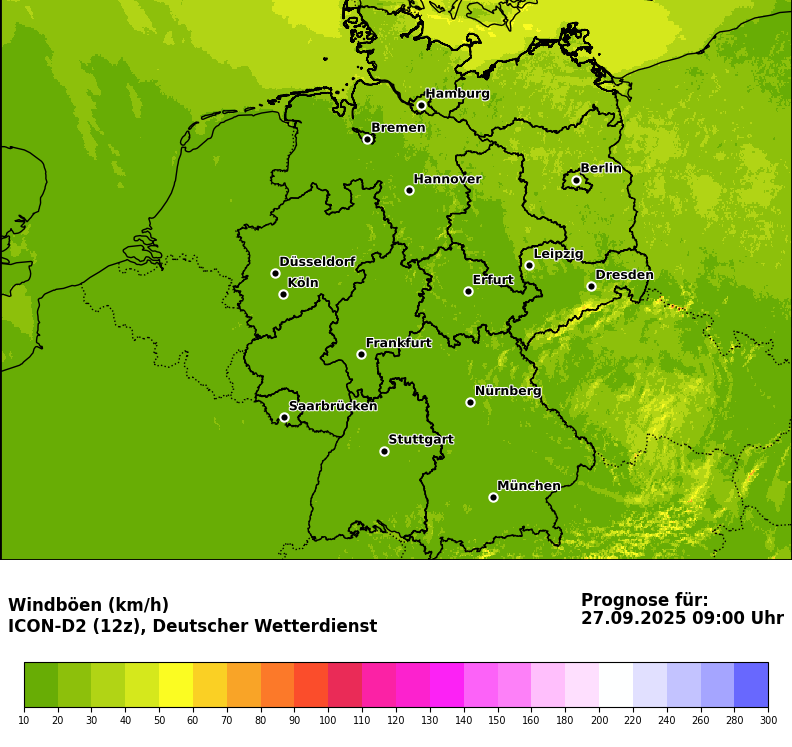 Hamburg
Bremen
Berlin
Hannover
Leipzig
Düsseldorf
Dresden
Erfurt
Köln
Frankfurt
Nürnberg
Saarbrücken
Stuttgart
München
Windböen (km/h)
ICON-D2 (12z), Deutscher Wetterdienst
Prognose für:
27.09.2025 09:00 Uhr
10 20 30 40 50 60 70 80 90 100 110 120 130 140 150 160 180 200 220 240 260 280 300